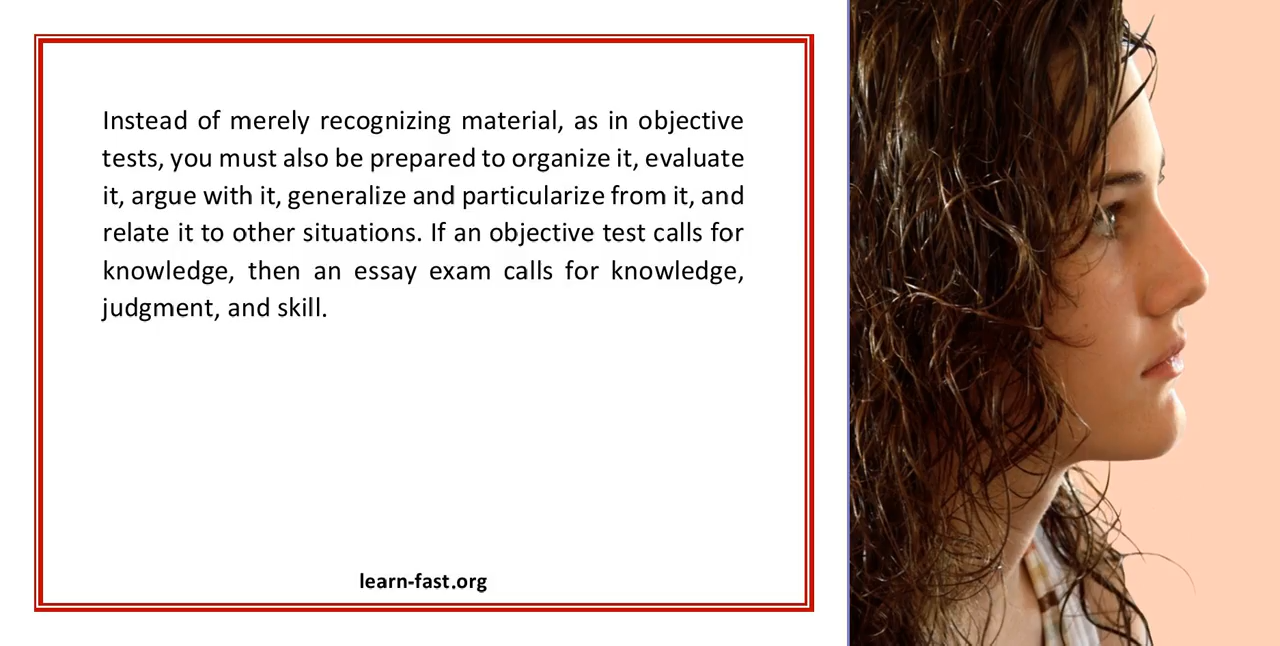 Instead of merely recognizing material, as in objective
tests, you must also be prepared to organize it, evaluate
it, argue with it, generalize and particularize from it, and
relate it to other situations. If an objective test calls for
knowledge, then an essay exam calls for knowledge,
judgment, and skill.
learn-fast.org